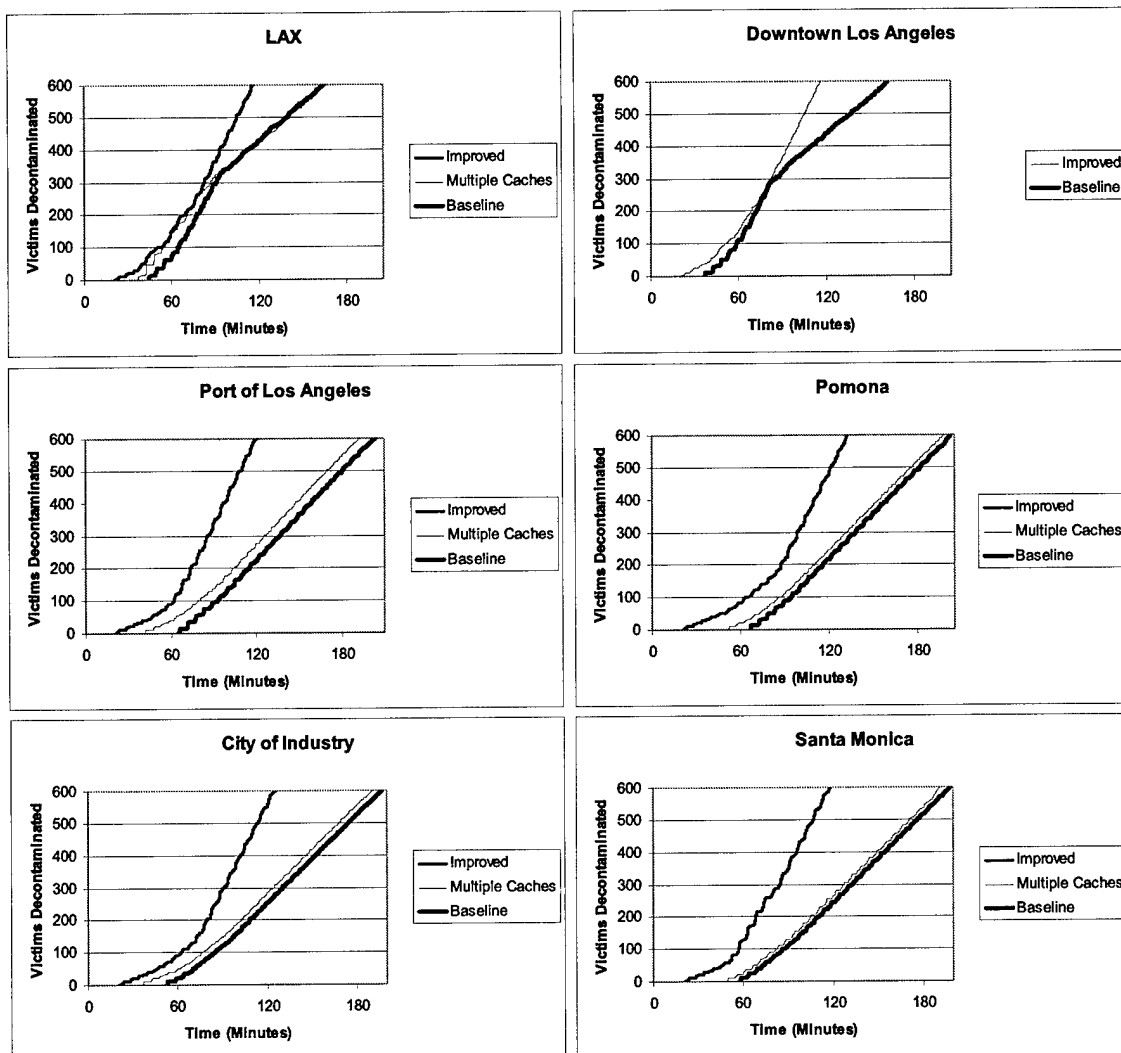 LAX
Victims Decontaminated
600
500
400
300
200
100
0
0 60 120 180
Time (Minutes)
Improved
Multiple Caches
Baseline
Downtown Los Angeles
Victims Decontaminated
600
500
400
300
200
100
0
0 60 120 180
Time (Minutes)
Improved
Baseline
Port of Los Angeles
Victims Decontaminated
600
500
400
300
200
100
0
0 60 120 180
Time (Minutes)
Improved
Multiple Caches
Baseline
Pomona
Victims Decontaminated
600
500
400
300
200
100
0
0 60 120 180
Time (Minutes)
Improved
Multiple Caches
Baseline
City of Industry
Victims Decontaminated
600
500
400
300
200
100
0
0 60 120 180
Time (Minutes)
Improved
Multiple Caches
Baseline
Santa Monica
Victims Decontaminated
600
500
400
300
200
100
0
0 60 120 180
Time (Minutes)
Improved
Multiple Caches
Baseline